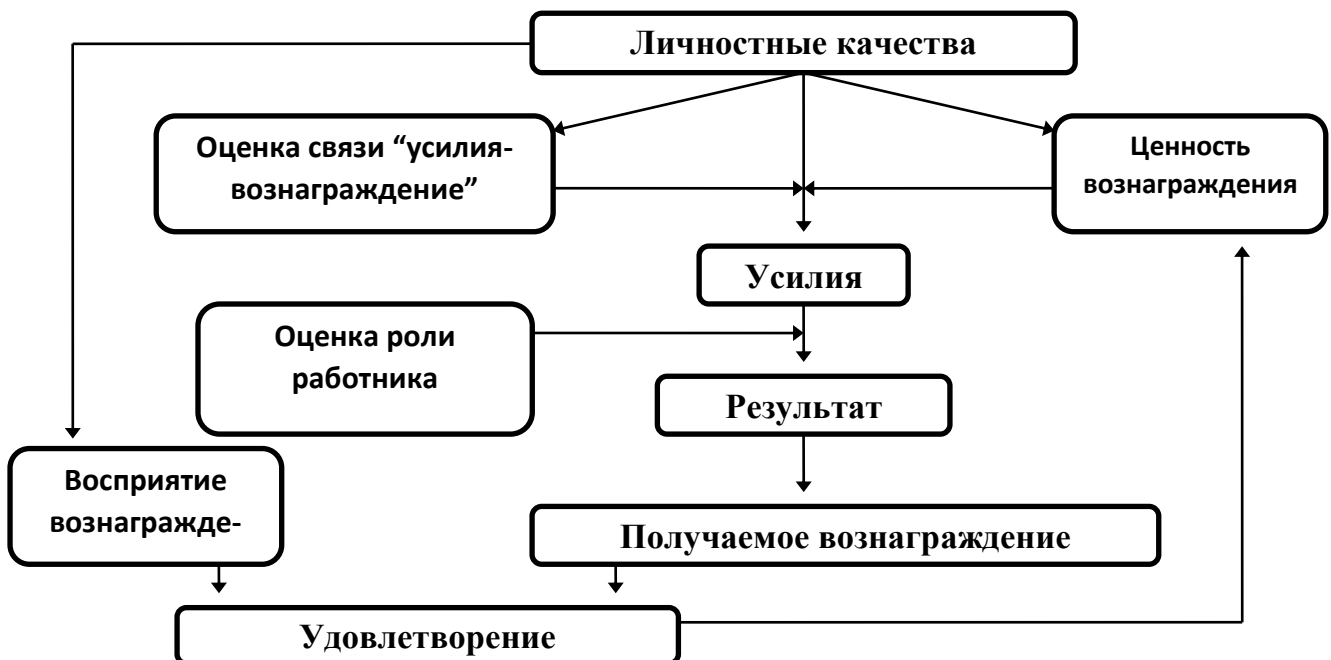 Личностные качества
Оценка связи “усилия-
вознаграждение”
Ценность
вознаграждения
Усилия
Оценка роли
работника
Результат
Восприятие
вознагражде-
Получаемое вознаграждение
Удовлетворение